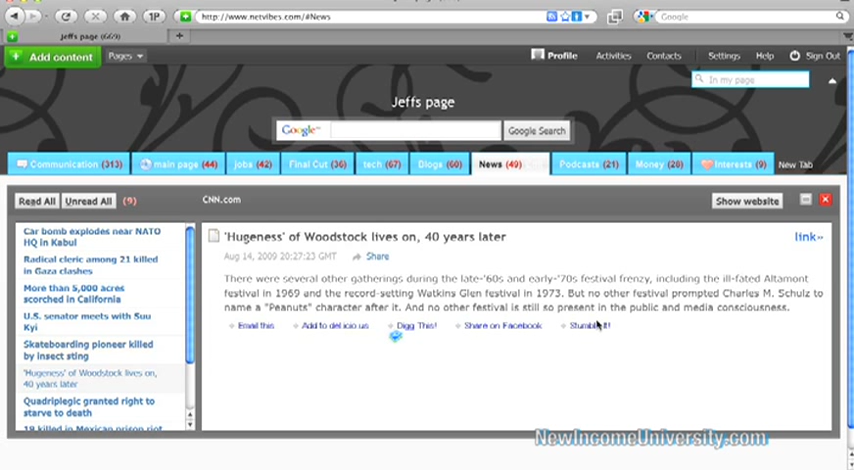 1P
http://www.netvibes.com/#News
Google
Jeffs page (669)
Add content
Pages
Profile
Activities
Contacts
Settings
Help
Sign Out
In my page
Jeffs page
Google
Google Search
Communication (313)
main page (44)
jobs (42)
Final Cut (36)
tech (67)
Blogs (60)
News (49)
Podcasts (21)
Money (20)
Interests (9)
New Tab
Read All
Unread All
(9)
CNN.com
Show website
Car bomb explodes near NATO
HQ in Kabul
Radical cleric among 21 killed
in Gaza clashes
More than 5,000 acres
scorched in California
U.S. senator meets with Suu
Kyi
Skateboarding pioneer killed
by insect sting
'Hugeness' of Woodstock lives on,
40 years later
Quadriplegic granted right to
starve to death
19 killed in Mexican prison riot
'Hugeness' of Woodstock lives on, 40 years later
link
Aug 14, 2009 20:27:23 GMT
Share
There were several other gatherings during the late-'60s and early-'70s festival frenzy, including the ill-fated Altamont
festival in 1969 and the record-setting Watkins Glen festival in 1973. But no other festival prompted Charles M. Schulz to
name a "Peanuts" character after it. And no other festival is still so present in the public and media consciousness.
Email this
Add to del.icio.us
Digg This!
Share on Facebook
Stumble It!
NewIncomeUniversity.com